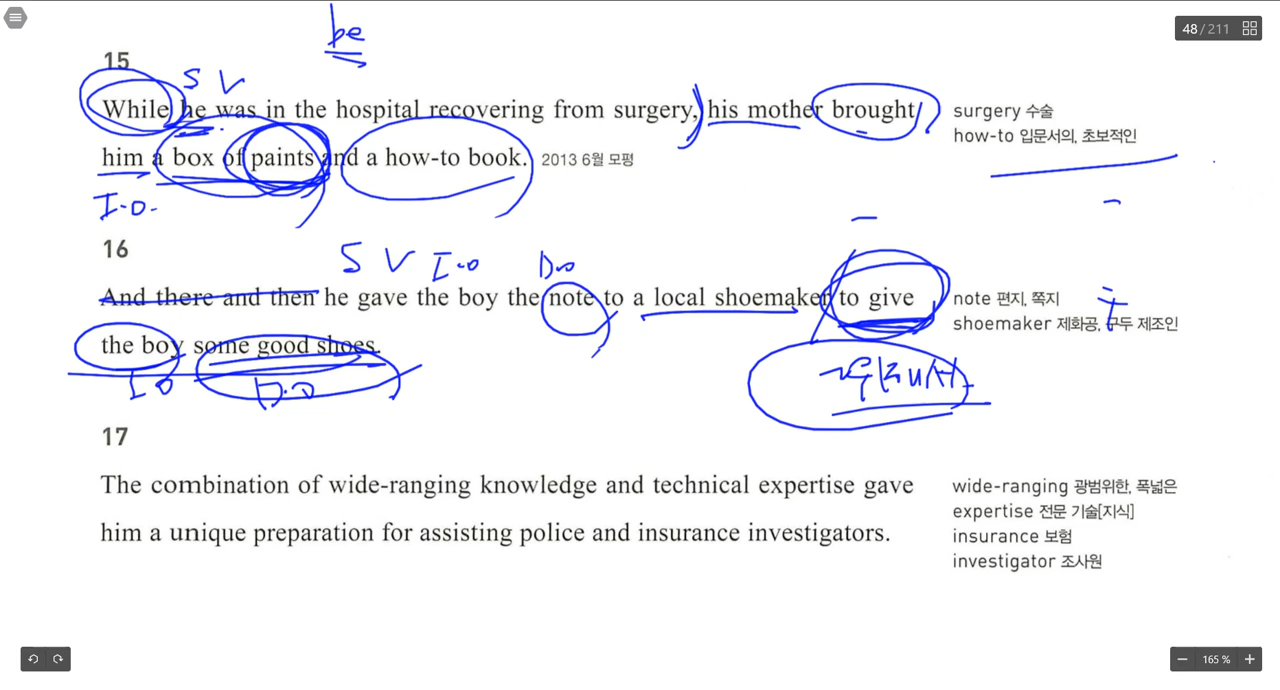 48 / 211
be
15
S V
While he was in the hospital recovering from surgery, his mother brought
him a box of paints and a how-to book. 2013 6월 모평
surgery 수술
how-to 입문서의, 초보적인
I.O.
16
S V I.O D.O
And there and then he gave the boy the note to a local shoemaker to give
the boy some good shoes.
note 편지, 쪽지
shoemaker 제화공, 구두 제조인
I.O D.O
17
The combination of wide-ranging knowledge and technical expertise gave
him a unique preparation for assisting police and insurance investigators.
wide-ranging 광범위한, 폭넓은
expertise 전문 기술[지식]
insurance 보험
investigator 조사원
165 %